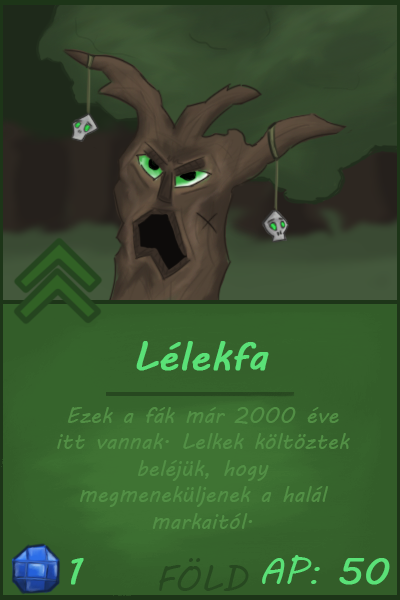 Lélekfa
Ezek a fák már 2000 éve
itt vannak. Lelkek költöztek
beléjük, hogy
megmeneküljenek a halál
markaitól.
1 FÖLD AP: 50